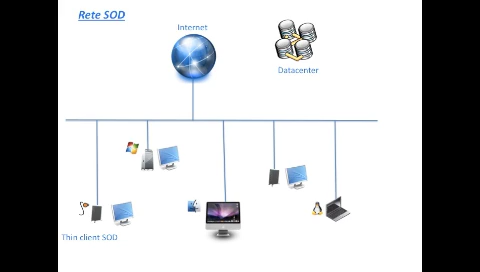 Rete SOD
Internet
Datacenter
Thin client SOD